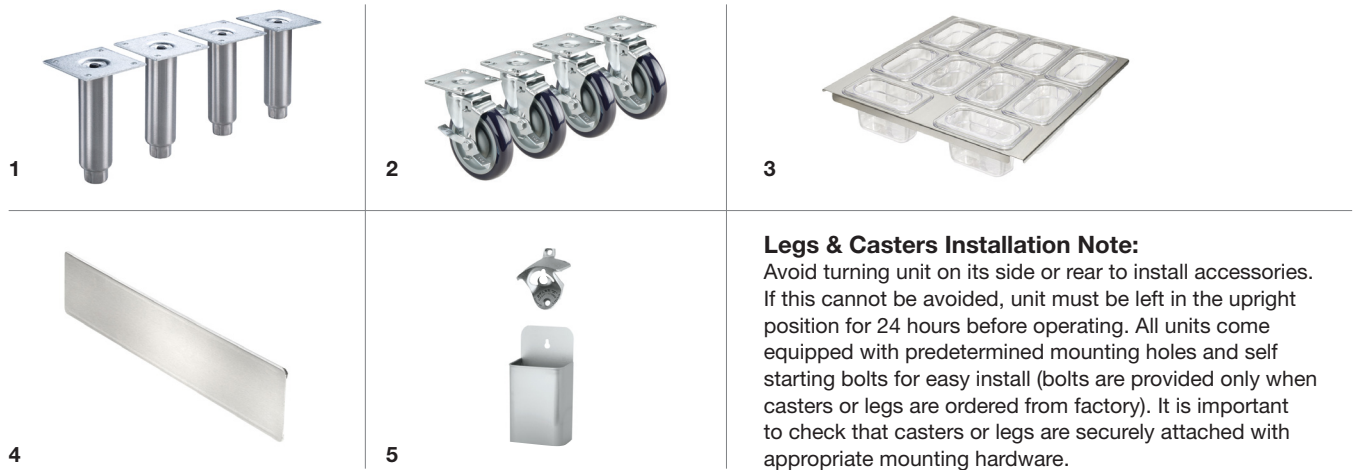 1
2
3
4
5
Legs & Casters Installation Note:
Avoid turning unit on its side or rear to install accessories.
If this cannot be avoided, unit must be left in the upright
position for 24 hours before operating. All units come
equipped with predetermined mounting holes and self
starting bolts for easy install (bolts are provided only when
casters or legs are ordered from factory). It is important
to check that casters or legs are securely attached with
appropriate mounting hardware.